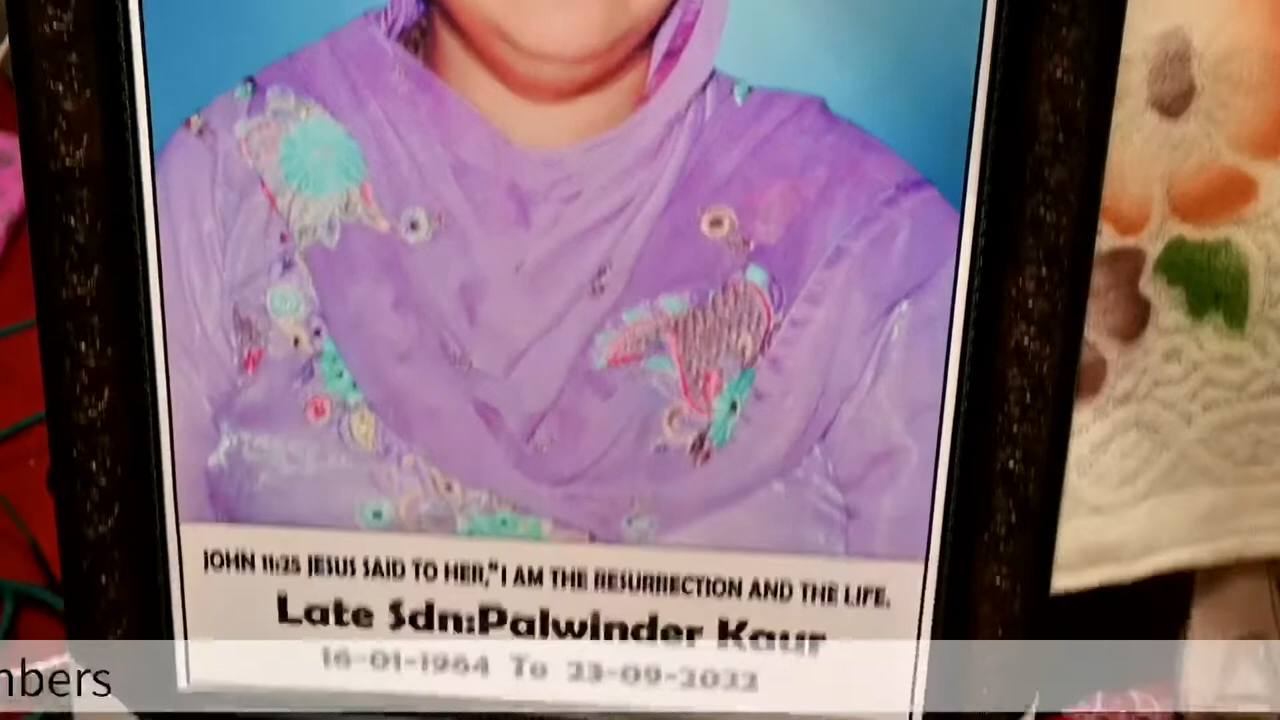 JOHN 11:25 JESUS SAID TO HER,"I AM THE RESURRECTION AND THE LIFE.
Late Sdn:Palwinder Kaur
16-01-1964 To 23-09-2022
mbers